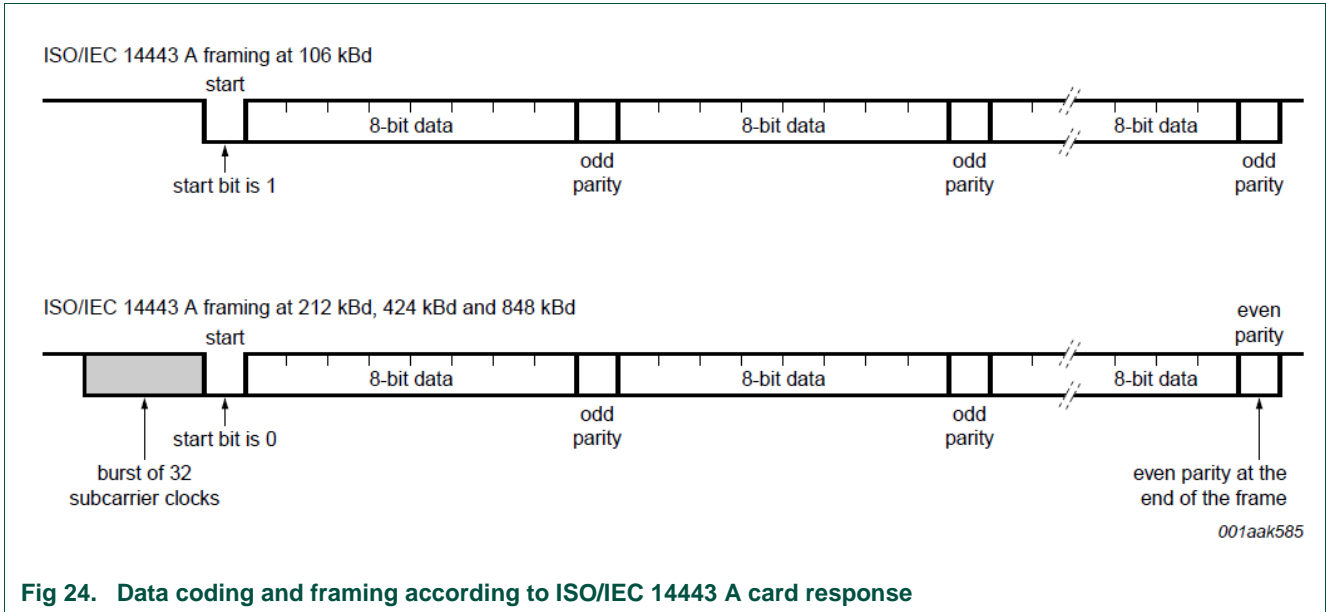 ISO/IEC 14443 A framing at 106 kBd
start
8-bit data
8-bit data
8-bit data
odd
parity
odd
parity
odd
parity
start bit is 1
ISO/IEC 14443 A framing at 212 kBd, 424 kBd and 848 kBd
even
parity
start
8-bit data
8-bit data
8-bit data
odd
parity
odd
parity
start bit is 0
burst of 32
subcarrier clocks
even parity at the
end of the frame
001aak585
Fig 24. Data coding and framing according to ISO/IEC 14443 A card response